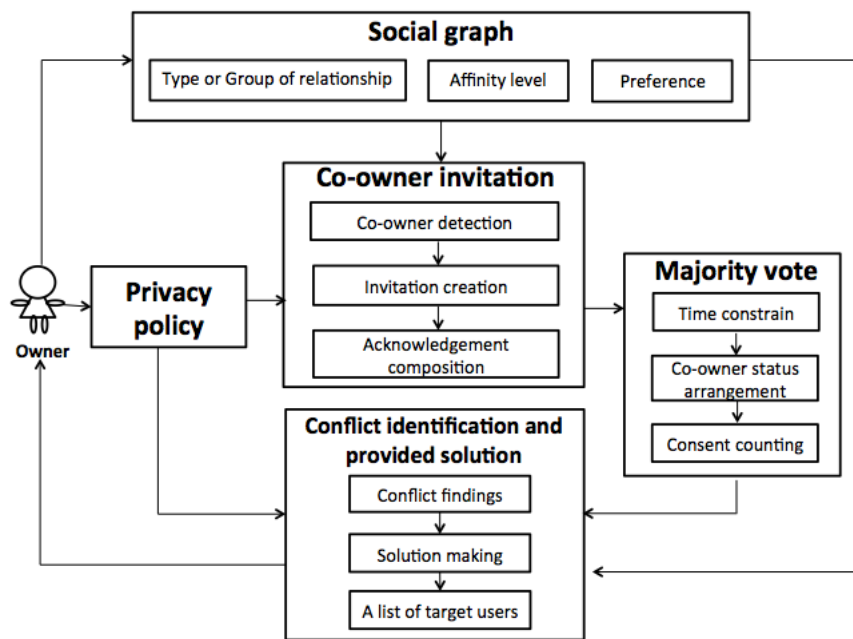 Social graph
Type or Group of relationship
Affinity level
Preference
Co-owner invitation
Co-owner detection
Invitation creation
Acknowledgement
composition
Privacy
policy
Owner
Majority vote
Time constrain
Co-owner status
arrangement
Consent counting
Conflict identification and
provided solution
Conflict findings
Solution making
A list of target users